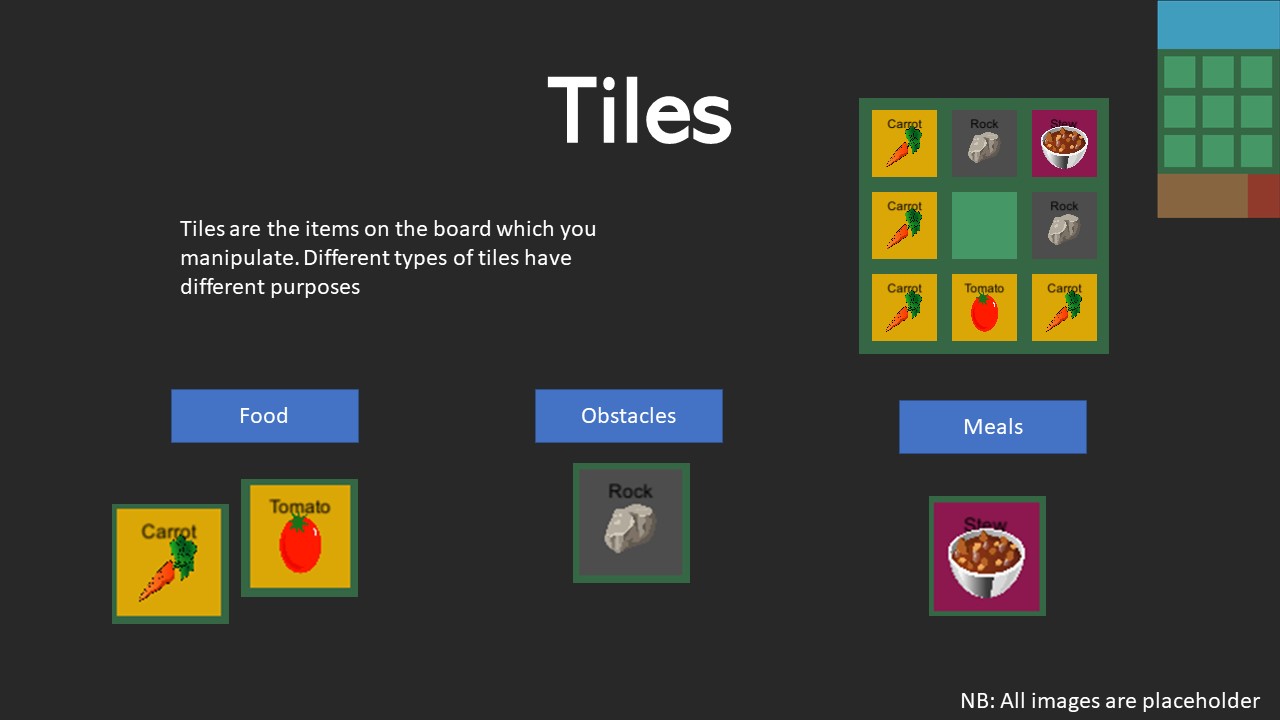 Tiles
Tiles are the items on the board which you
manipulate. Different types of tiles have
different purposes
Carrot
Rock
Stew
Carrot
Rock
Carrot
Tomato
Carrot
Food
Obstacles
Meals
Carrot
Tomato
Rock
Stew
NB: All images are placeholder